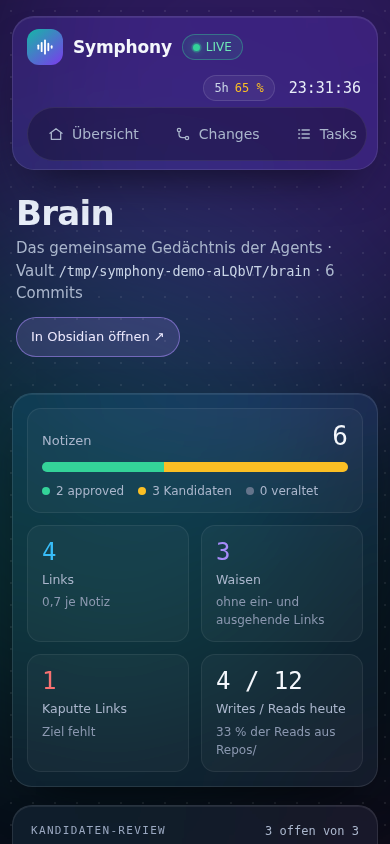 Symphony LIVE
5h 65 % 23:31:36
Übersicht Changes Tasks
Brain
Das gemeinsame Gedächtnis der Agents ·
Vault /tmp/symphony-demo-aLQbVT/brain · 6
Commits
In Obsidian öffnen ↗
Notizen 6
2 approved 3 Kandidaten 0 veraltet
4
Links
0,7 je Notiz
3
Waisen
ohne ein- und
ausgehende Links
1
Kaputte Links
Ziel fehlt
4 / 12
Writes / Reads heute
33 % der Reads aus
Repos/
KANDIDATEN-REVIEW 3 offen von 3